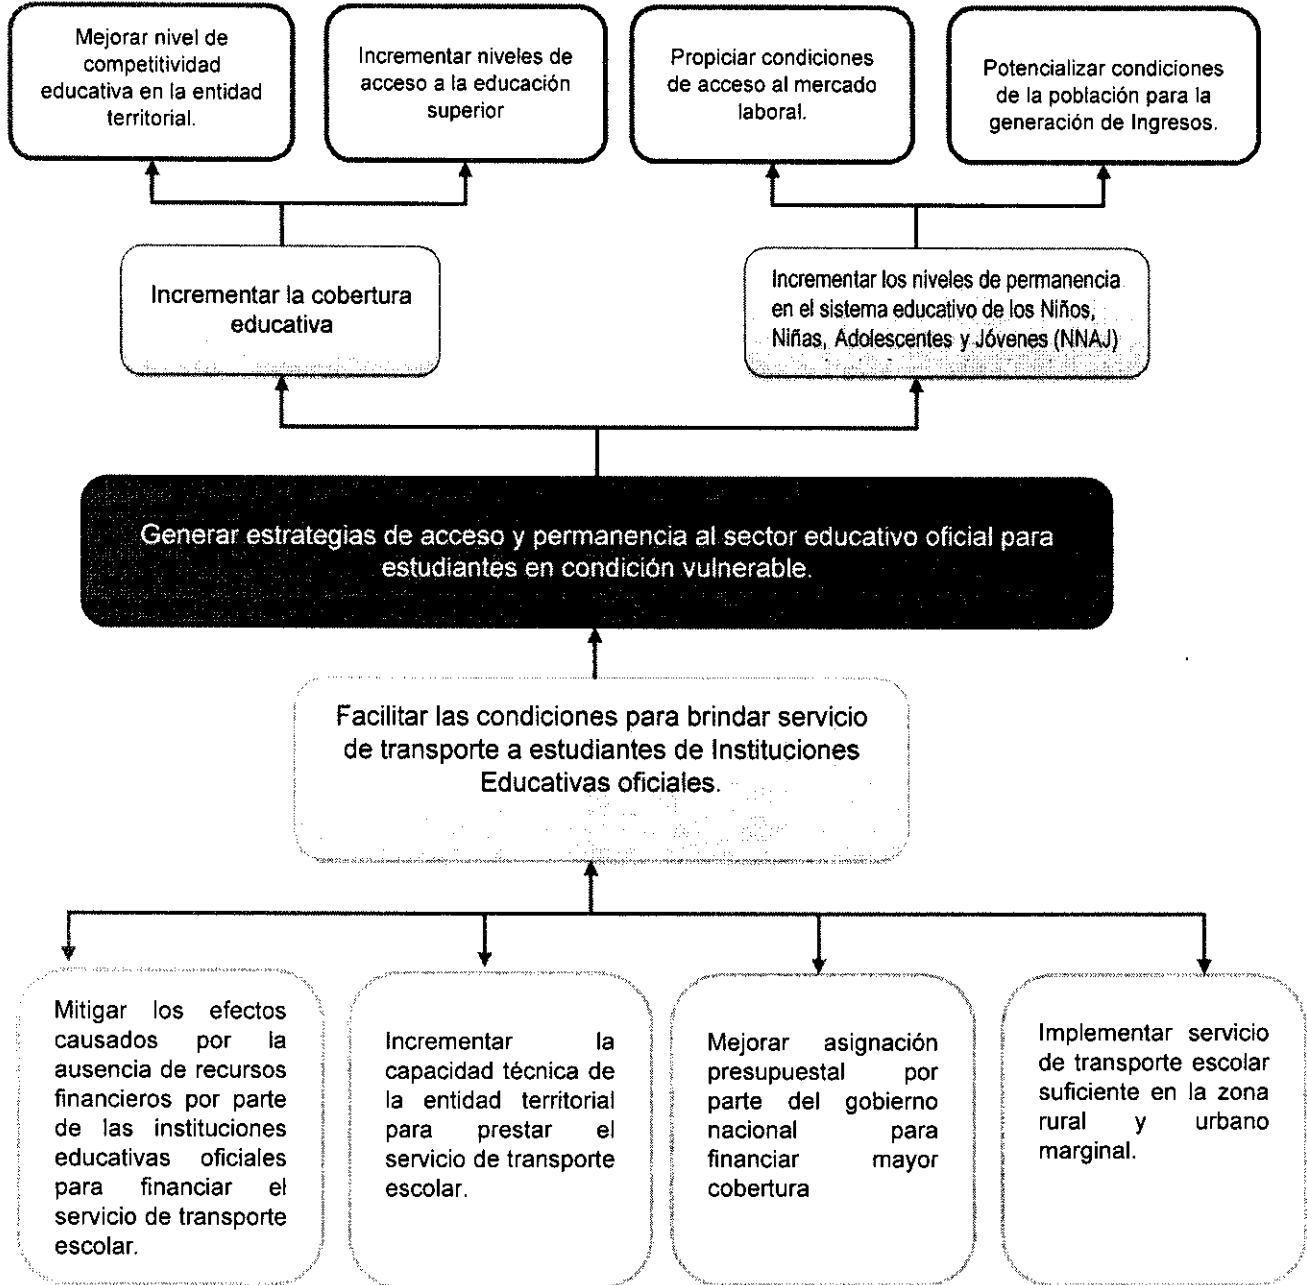 Mejorar nivel de
competitividad
educativa en la entidad
territorial.
Incrementar niveles de
acceso a la educación
superior
Propiciar condiciones
de acceso al mercado
laboral.
Potencializar condiciones
de la población para la
generación de Ingresos.
Incrementar la cobertura
educativa
Incrementar los niveles de permanencia
en el sistema educativo de los Niños,
Niñas, Adolescentes y Jóvenes (NNAJ)
Generar estrategias de acceso y permanencia al sector educativo oficial para
estudiantes en condición vulnerable.
Facilitar las condiciones para brindar servicio
de transporte a estudiantes de Instituciones
Educativas oficiales.
Mitigar los efectos
causados por la
ausencia de recursos
financieros por parte
de las instituciones
educativas oficiales
para financiar el
servicio de transporte
escolar.
Incrementar la
capacidad técnica de
la entidad territorial
para prestar el
servicio de transporte
escolar.
Mejorar asignación
presupuestal por
parte del gobierno
nacional para
financiar mayor
cobertura
Implementar servicio
de transporte escolar
suficiente en la zona
rural y urbano
marginal.